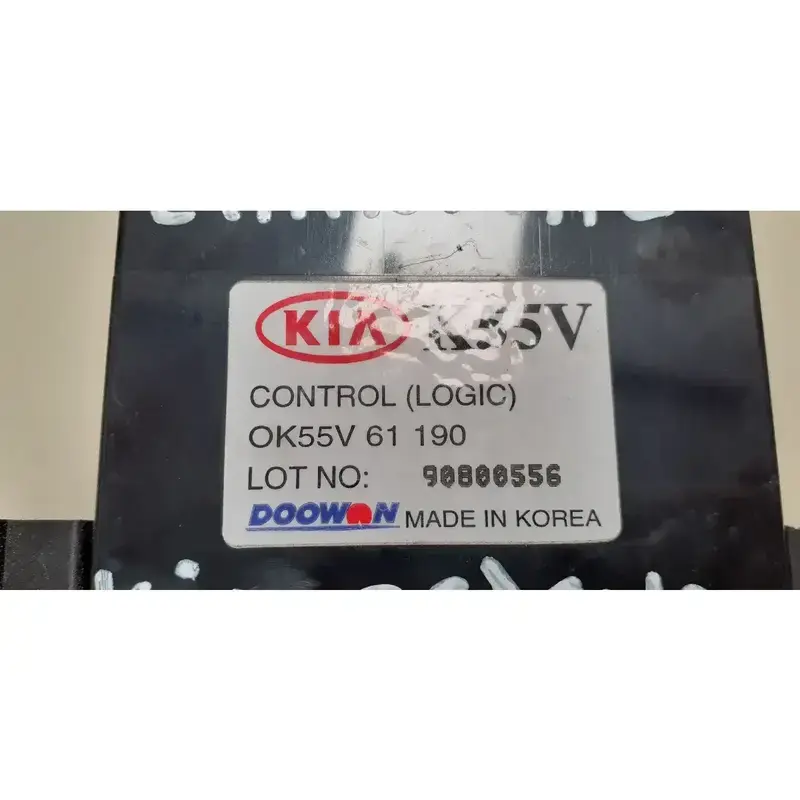 KIA K55V
CONTROL (LOGIC)
OK55V 61 190
LOT NO: 90800556
DOOWON MADE IN KOREA